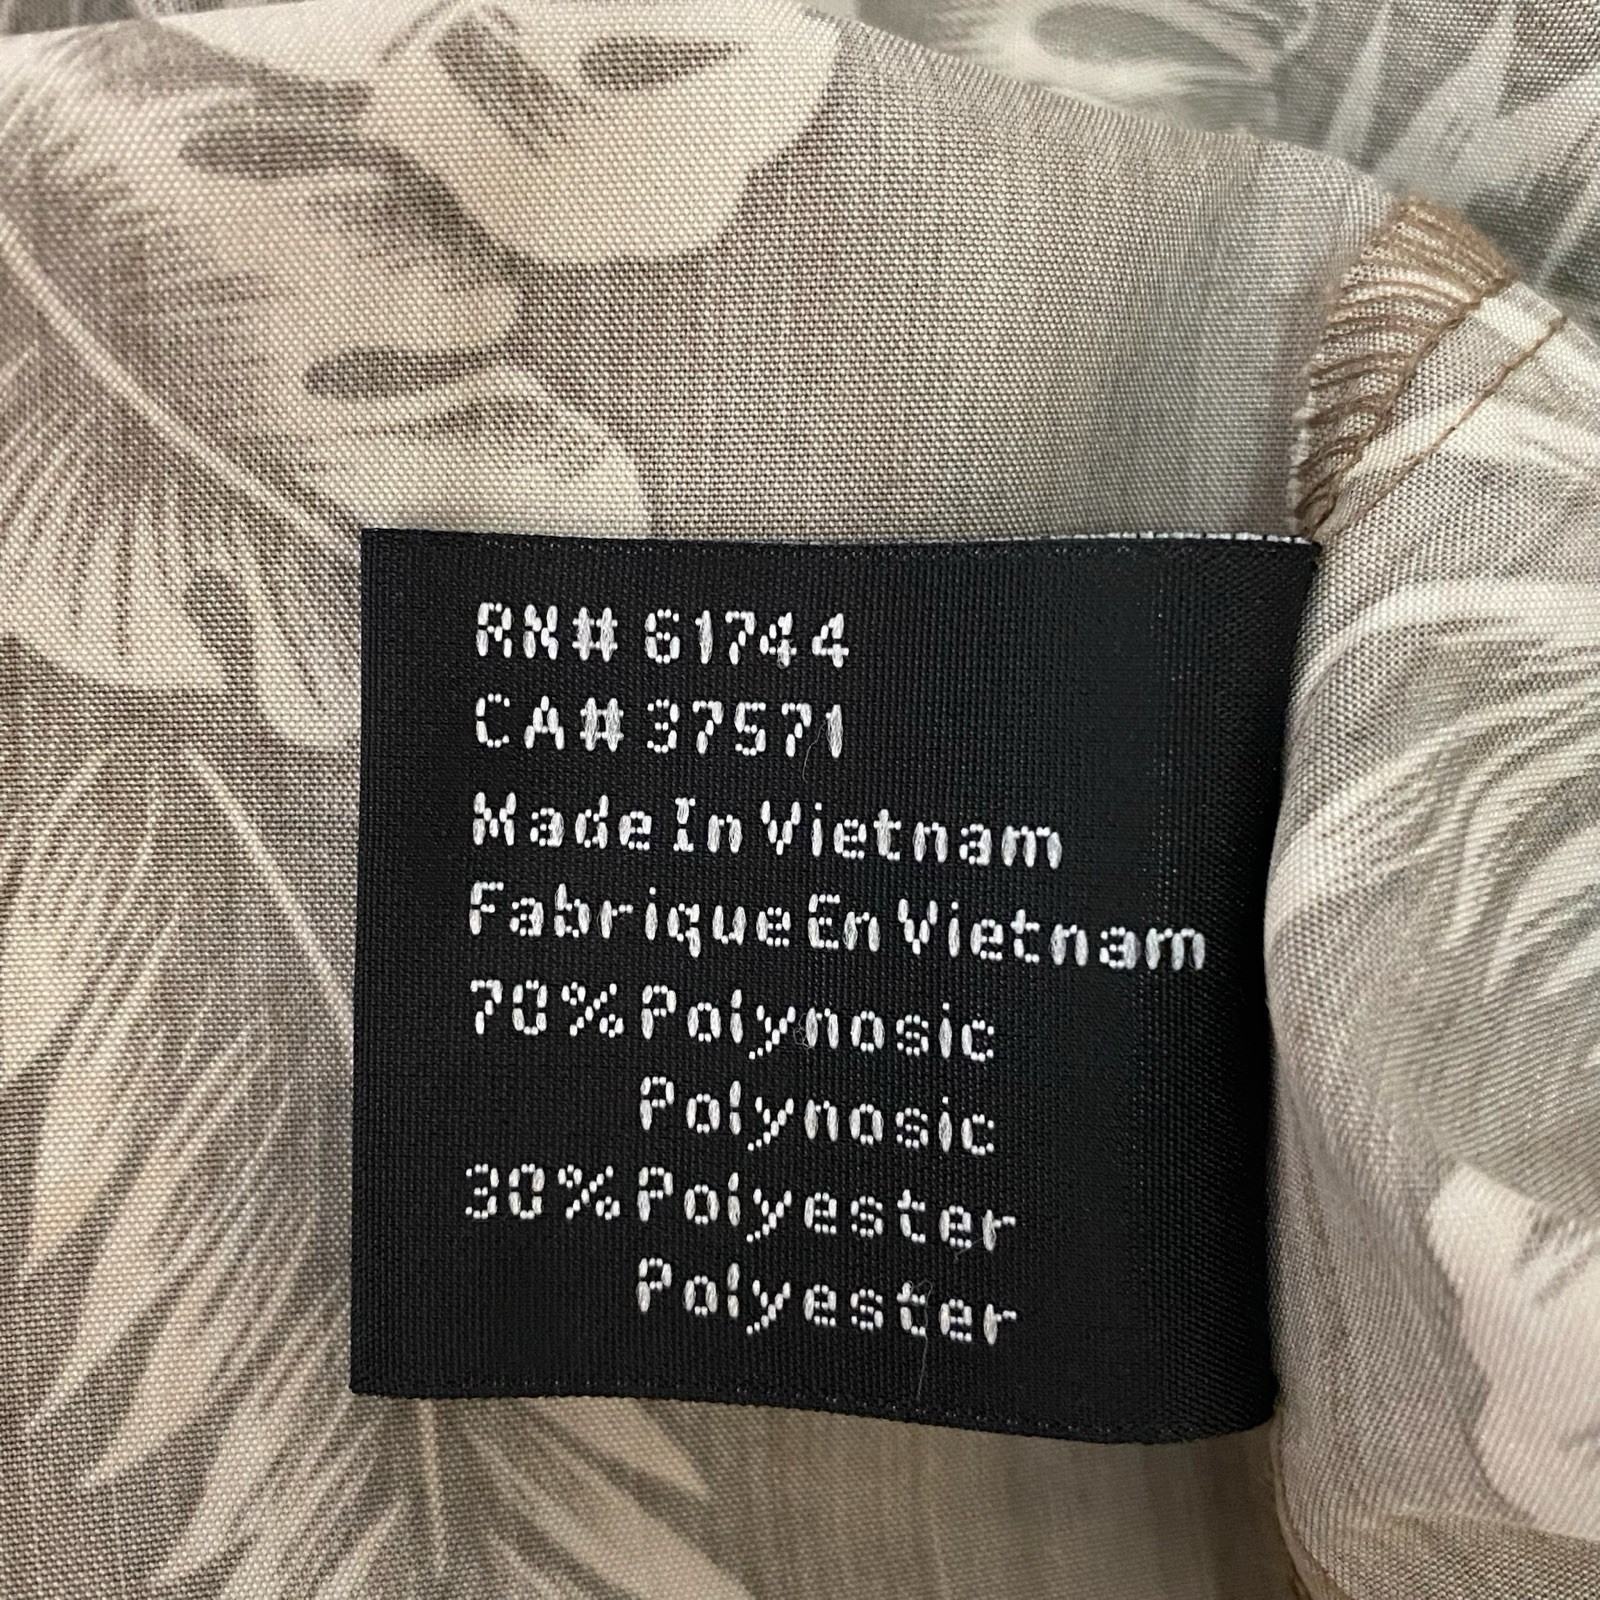 RN# 61744
CA# 37571
Made In Vietnam
Fabrique En Vietnam
70% Polynosic
Polynosic
30% Polyester
Polyester